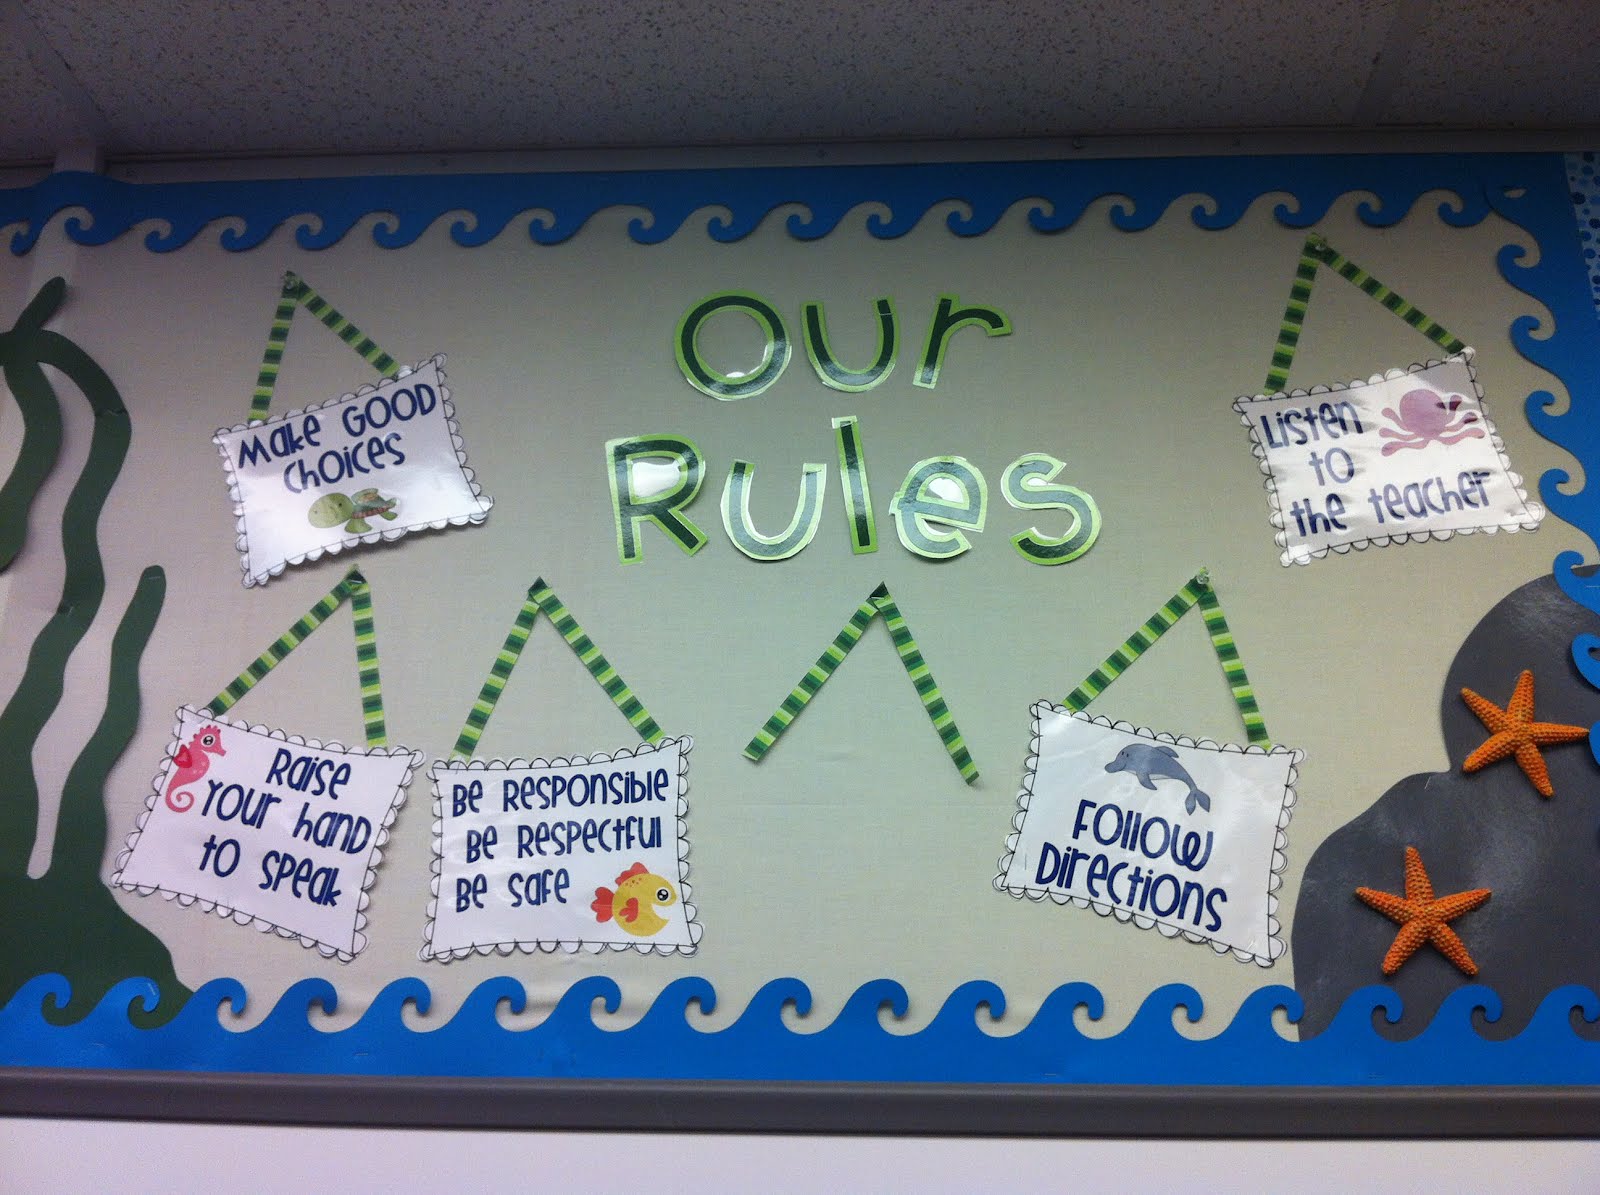 Our
Rules
Make GOOD
Choices
Listen
to
the teacher
Raise
Your hand
to speak
Be Responsible
Be Respectful
Be Safe
Follow
Directions